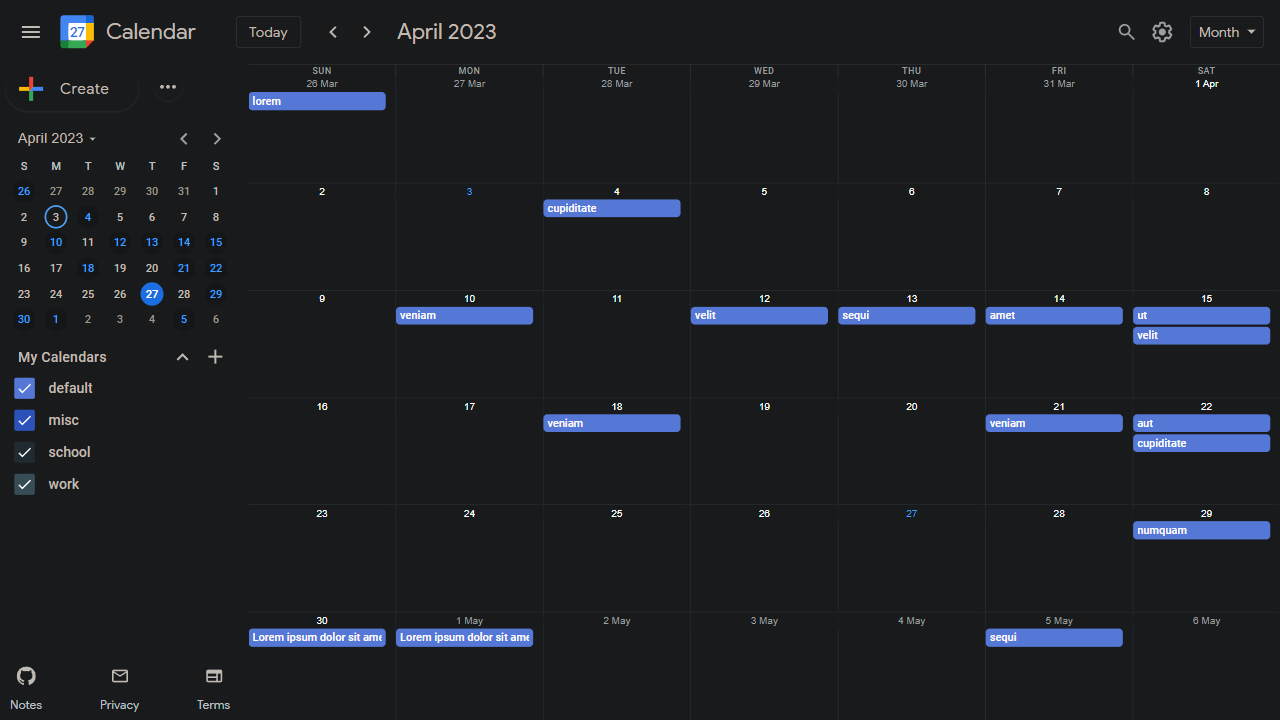 27
Calendar
Today
April 2023
Month
Create
April 2023
S M T W T F S
26 27 28 29 30 31 1
2 3 4 5 6 7 8
9 10 11 12 13 14 15
16 17 18 19 20 21 22
23 24 25 26 27 28 29
30 1 2 3 4 5 6
My Calendars
default
misc
school
work
Notes Privacy Terms
SUN MON TUE WED THU FRI SAT
26 Mar 27 Mar 28 Mar 29 Mar 30 Mar 31 Mar 1 Apr
lorem
2 3 4 5 6 7 8
cupiditate
9 10 11 12 13 14 15
veniam velit sequi amet ut
velit
16 17 18 19 20 21 22
veniam veniam aut
cupiditate
23 24 25 26 27 28 29
numquam
30 1 May 2 May 3 May 4 May 5 May 6 May
Lorem ipsum dolor sit ame Lorem ipsum dolor sit ame sequi